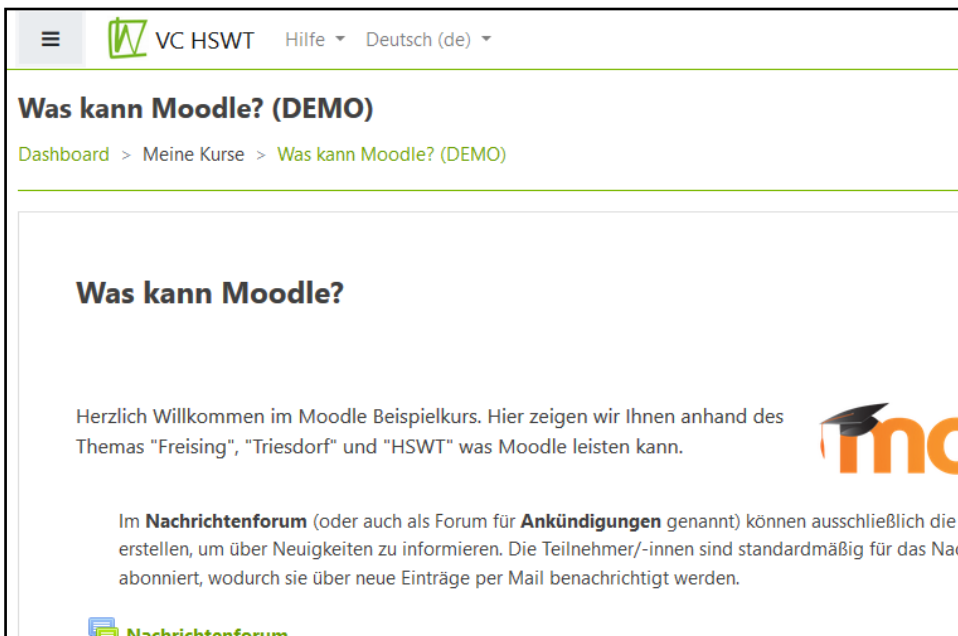 VC HSWT Hilfe Deutsch (de)
Was kann Moodle? (DEMO)
Dashboard > Meine Kurse > Was kann Moodle? (DEMO)
Was kann Moodle?
Herzlich Willkommen im Moodle Beispielkurs. Hier zeigen wir Ihnen anhand des
Themas "Freising", "Triesdorf" und "HSWT" was Moodle leisten kann.
Im Nachrichtenforum (oder auch als Forum für Ankündigungen genannt) können ausschließlich die
erstellen, um über Neuigkeiten zu informieren. Die Teilnehmer/-innen sind standardmäßig für das
abonniert, wodurch sie über neue Einträge per Mail benachrichtigt werden.
Nachrichtenforum